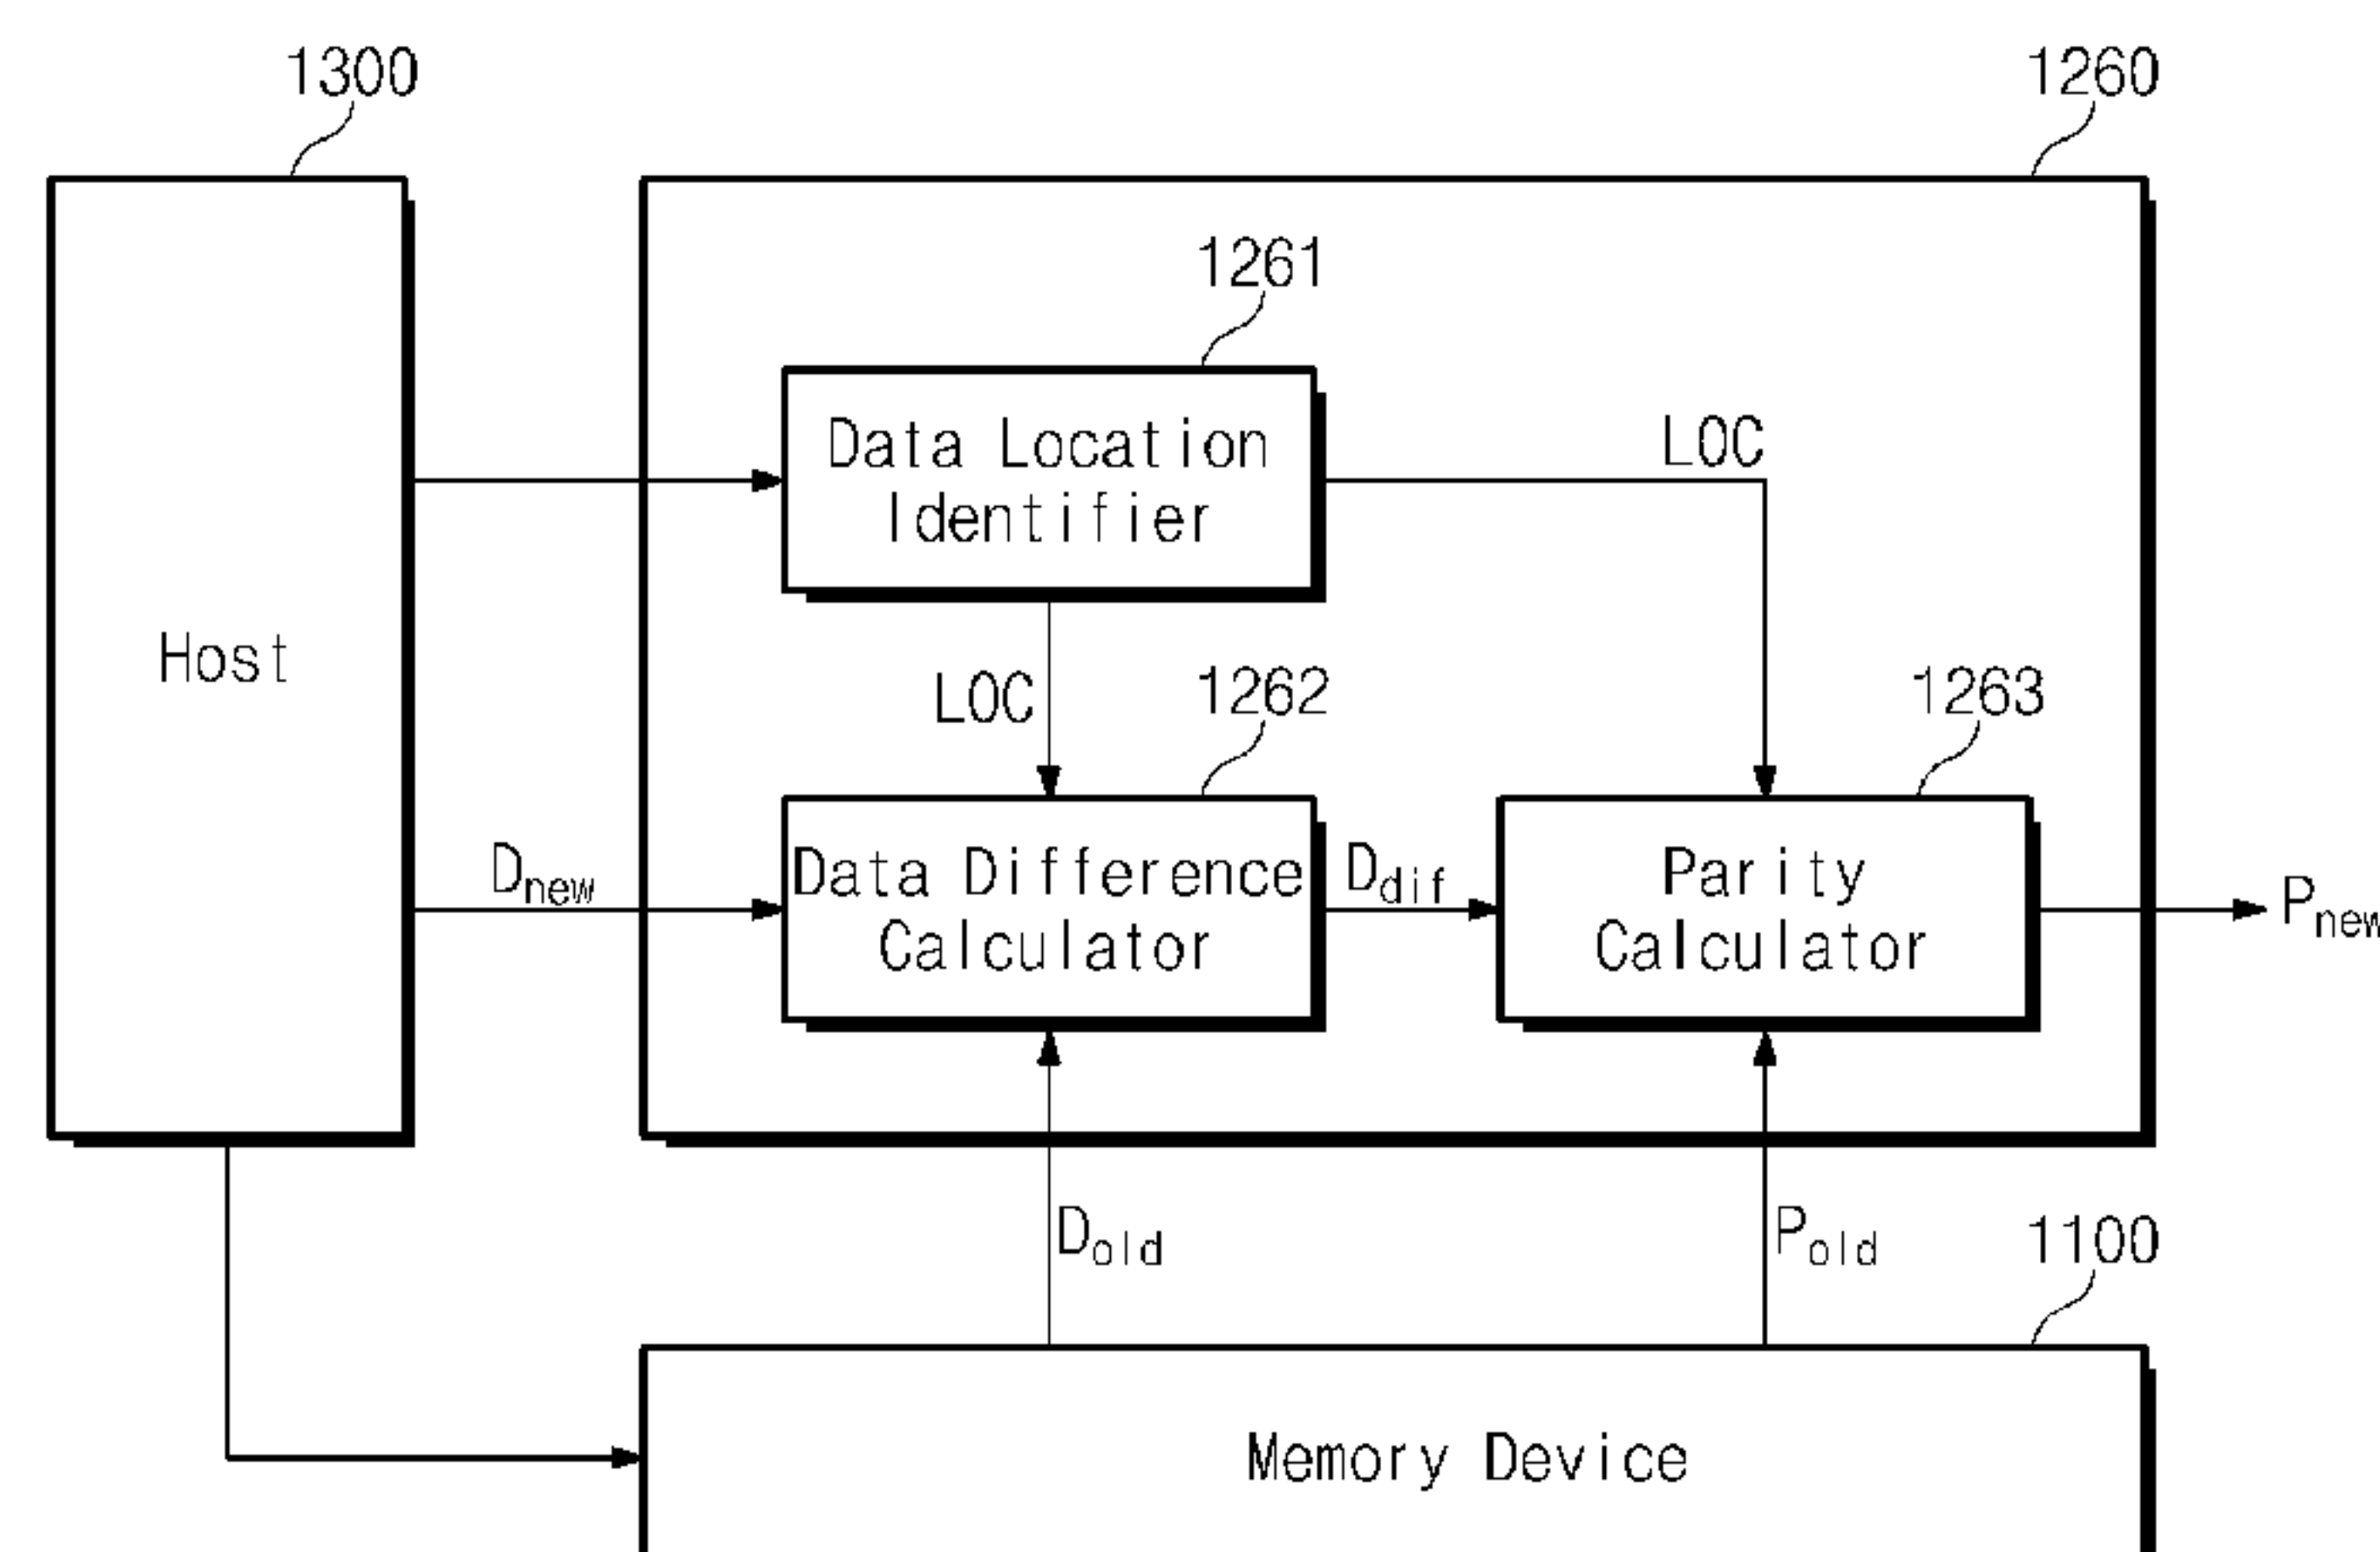 1300
1260
1261
Data Location
Identifier
LOC
Host
LOC
1262
1263
Dnew
Data Difference
Calculator
Ddif
Parity
Calculator
Pnew
Dold
Pold
1100
Memory Device